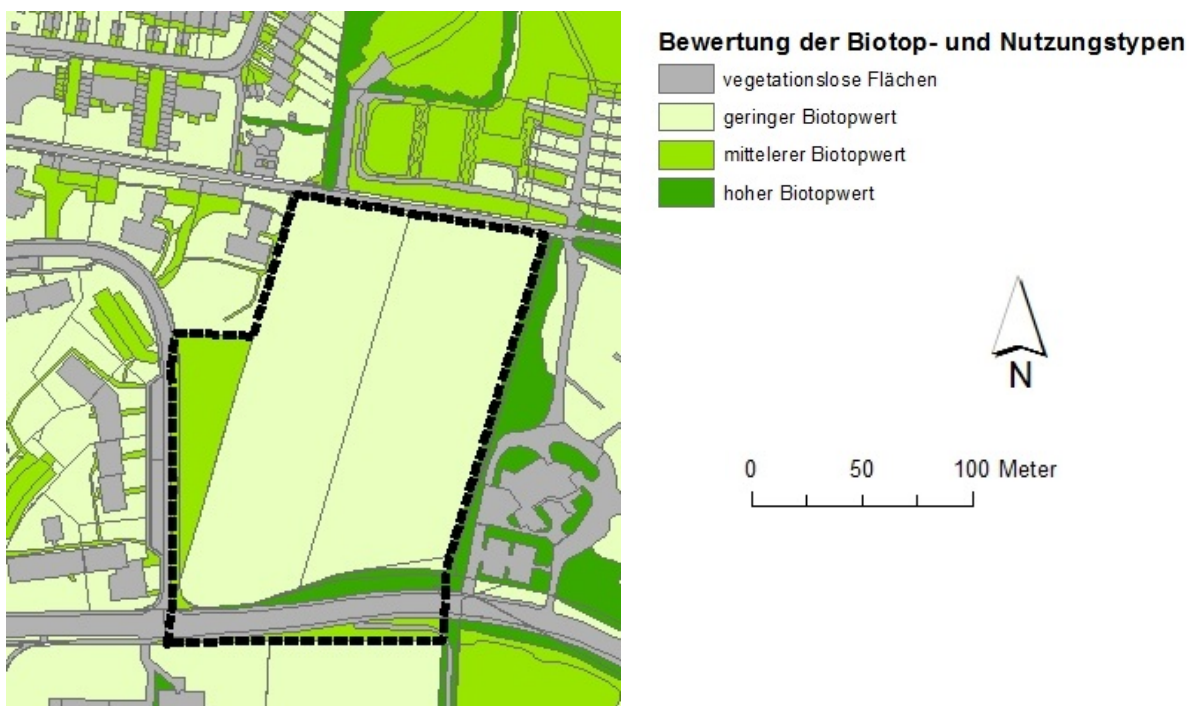 Bewertung der Biotop- und Nutzungstypen
vegetationslose Flächen
geringer Biotopwert
mittelerer Biotopwert
hoher Biotopwert
N
0 50 100 Meter